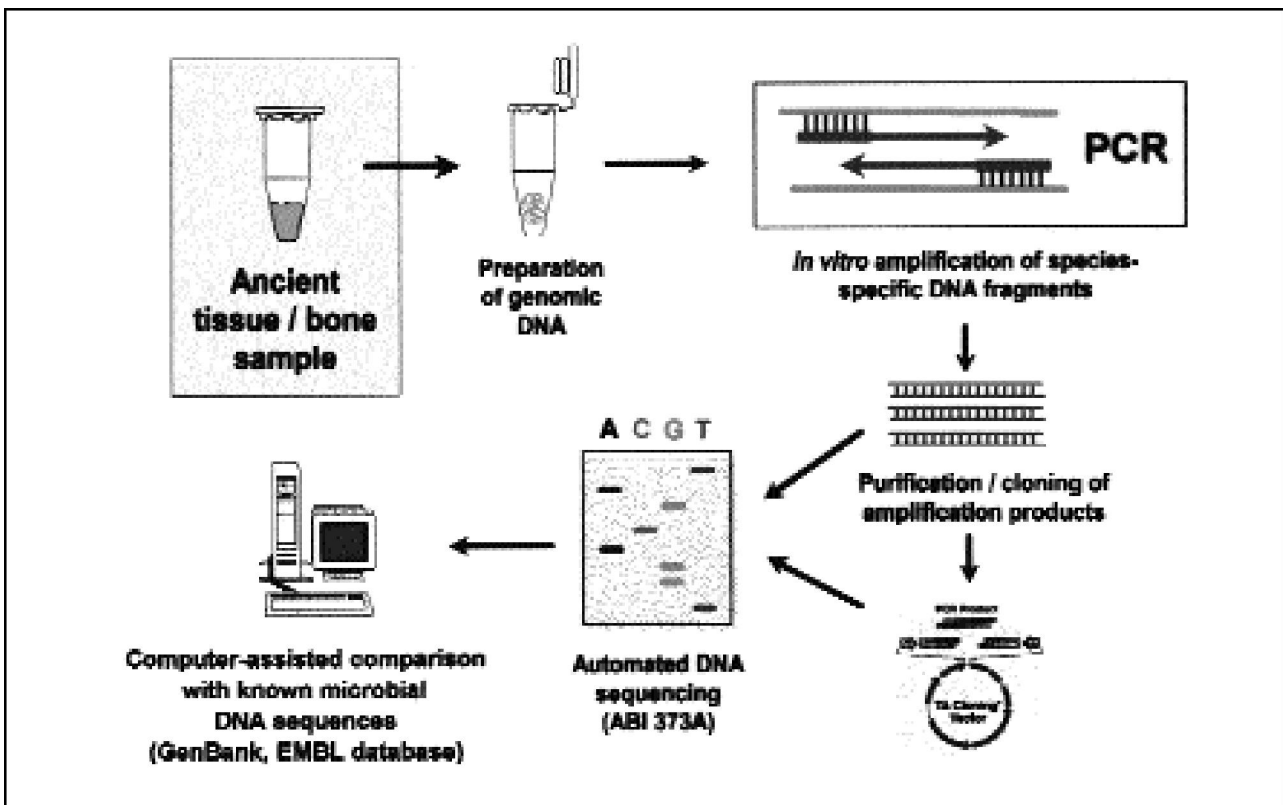 Ancient
tissue / bone
sample
Preparation
of genomic
DNA
PCR
In vitro amplification of species-
specific DNA fragments
Purification / cloning of
amplification products
PCR Product
TA Cloning
Vector
A C G T
Automated DNA
sequencing
(ABI 373A)
Computer-assisted comparison
with known microbial
DNA sequences
(GenBank, EMBL database)